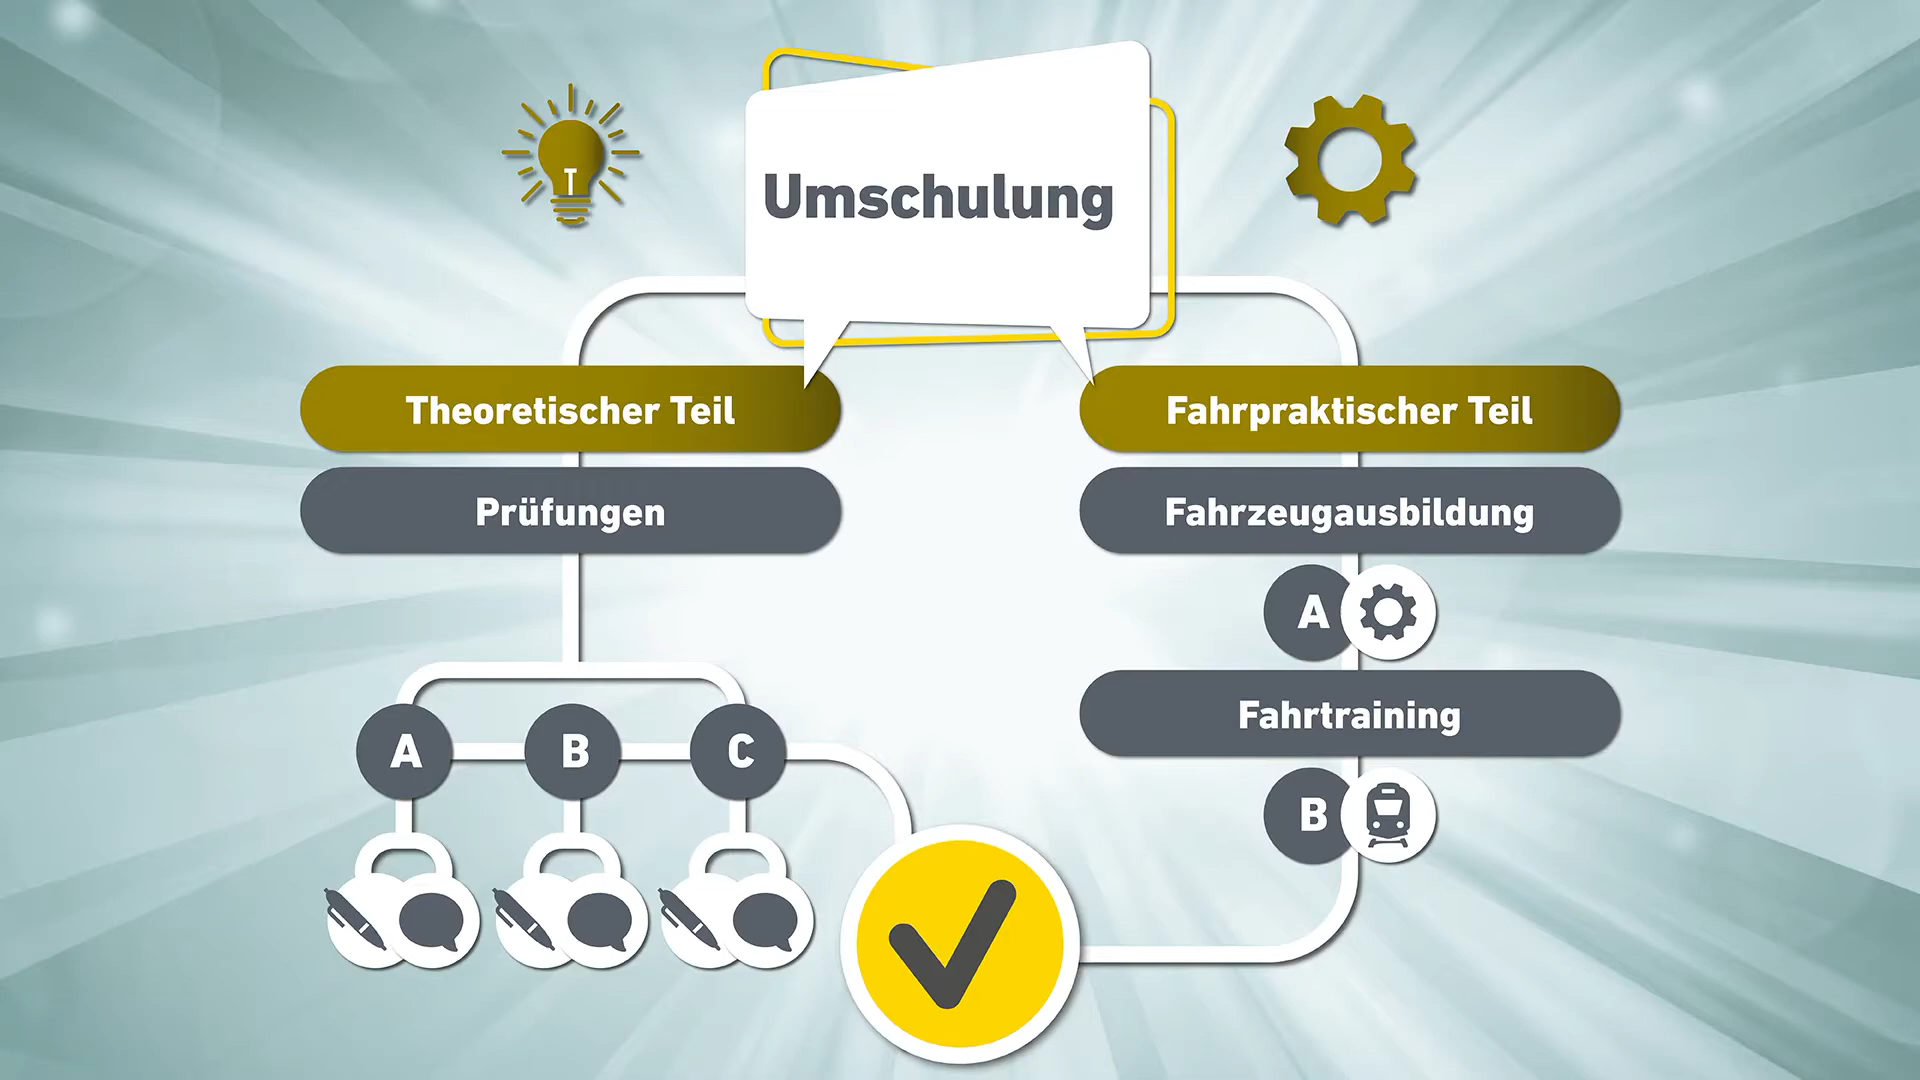 Umschulung
Theoretischer Teil
Prüfungen
A
B
C
Fahrpraktischer Teil
Fahrzeugausbildung
A
Fahrtraining
B